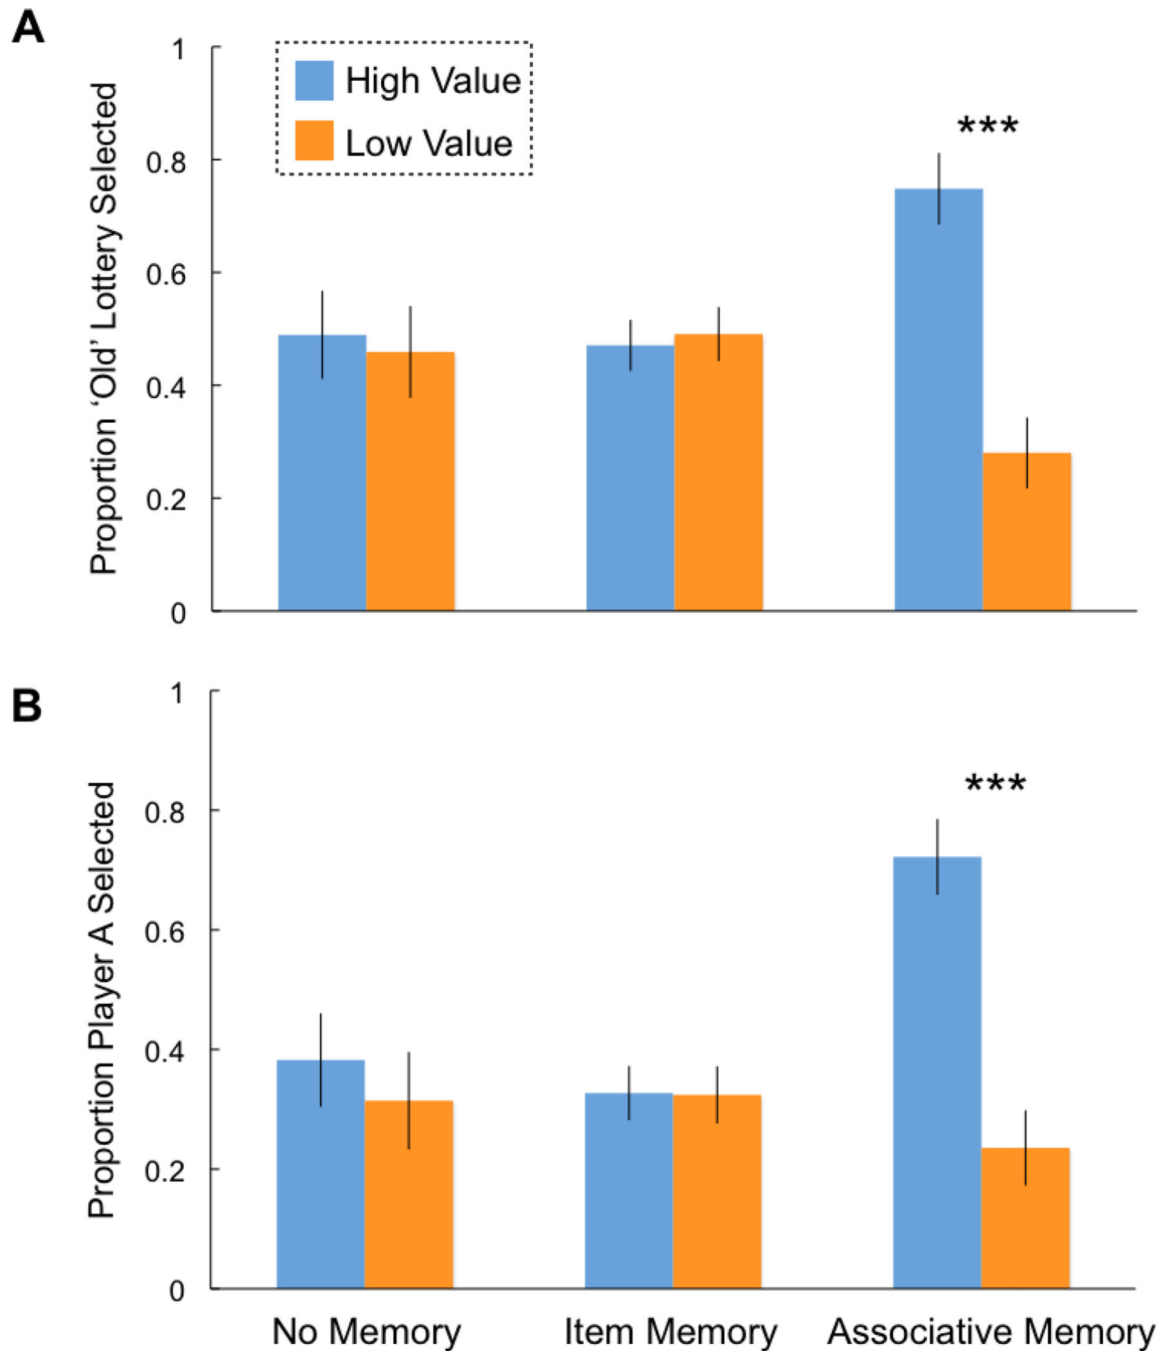 A
Proportion ‘Old’ Lottery Selected
1
0.8
0.6
0.4
0.2
0
High Value
Low Value
***
B
Proportion Player A Selected
1
0.8
0.6
0.4
0.2
0
***
No Memory
Item Memory
Associative Memory